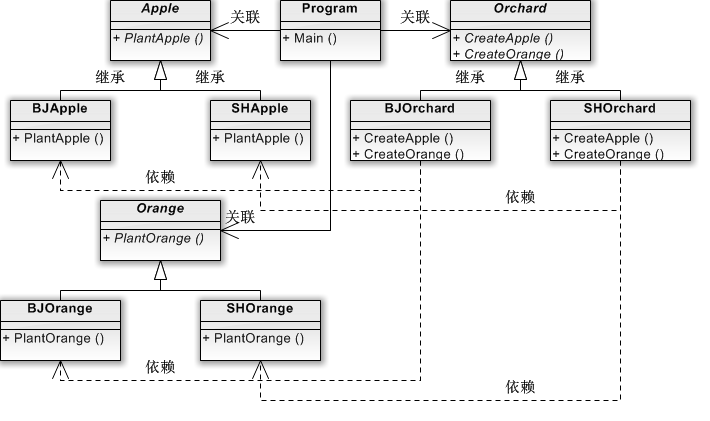 Apple
+ PlantApple ()
关联
Program
+ Main ()
关联
Orchard
+ CreateApple ()
+ CreateOrange ()
继承
继承
继承
继承
BJApple
+ PlantApple ()
SHApple
+ PlantApple ()
BJOrchard
+ CreateApple ()
+ CreateOrange ()
SHOrchard
+ CreateApple ()
+ CreateOrange ()
依赖
依赖
Orange
+ PlantOrange ()
关联
BJOrange
+ PlantOrange ()
SHOrange
+ PlantOrange ()
依赖
依赖